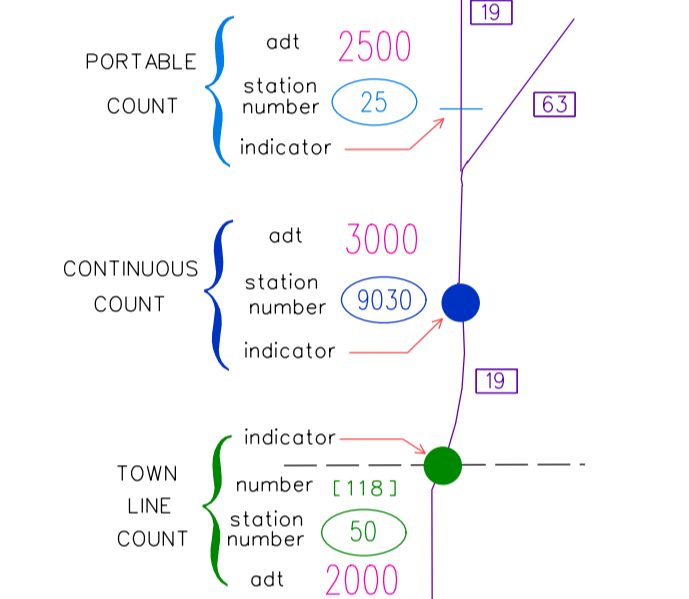 19
adt 2500
PORTABLE
COUNT
station
number 25
63
indicator
adt 3000
CONTINUOUS
COUNT
station
number 9030
indicator
19
indicator
TOWN
LINE
COUNT
number [118]
station
number 50
adt 2000